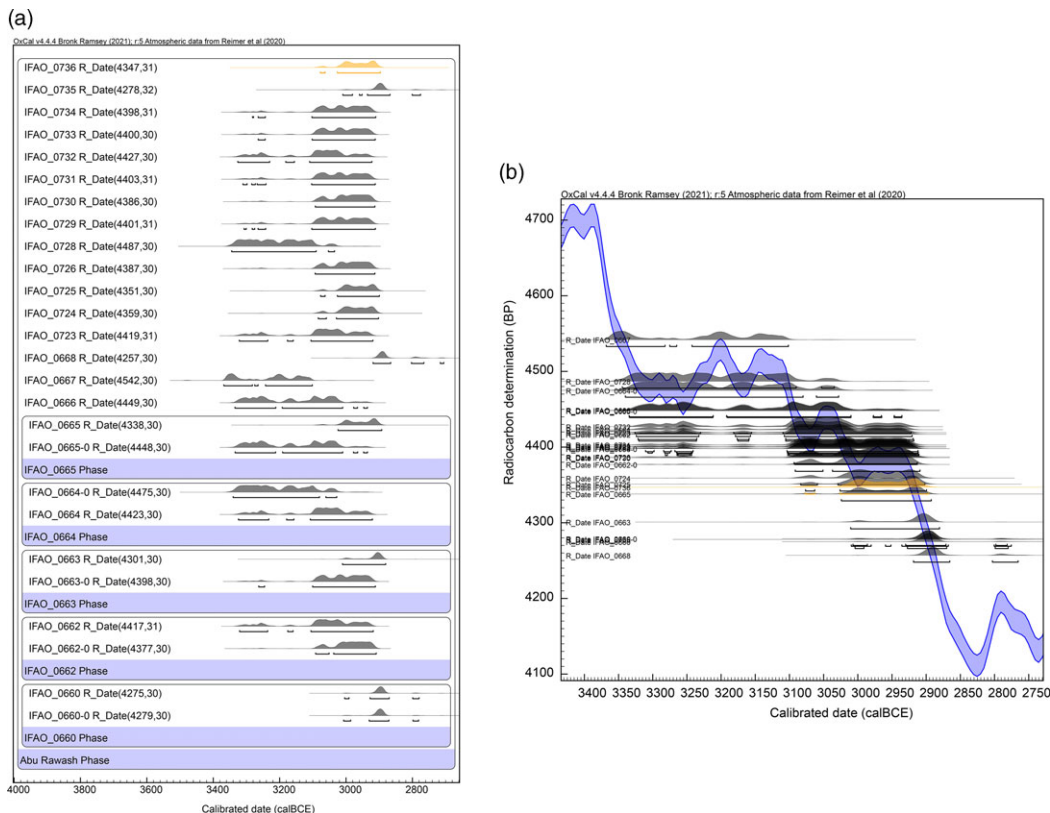 (a)
OxCal v4.4.4 Bronk Ramsey (2021); r:5 Atmospheric data from Reimer et al (2020)
IFAO_0736 R_Date(4347,31)
IFAO_0735 R_Date(4278,32)
IFAO_0734 R_Date(4398,31)
IFAO_0733 R_Date(4400,30)
IFAO_0732 R_Date(4427,30)
IFAO_0731 R_Date(4403,31)
IFAO_0730 R_Date(4386,30)
IFAO_0729 R_Date(4401,31)
IFAO_0728 R_Date(4487,30)
IFAO_0726 R_Date(4387,30)
IFAO_0725 R_Date(4351,30)
IFAO_0724 R_Date(4359,30)
IFAO_0723 R_Date(4419,31)
IFAO_0668 R_Date(4257,30)
IFAO_0667 R_Date(4542,30)
IFAO_0666 R_Date(4449,30)
IFAO_0665 R_Date(4338,30)
IFAO_0665-0 R_Date(4448,30)
IFAO_0665 Phase
IFAO_0664-0 R_Date(4475,30)
IFAO_0664 R_Date(4423,30)
IFAO_0664 Phase
IFAO_0663 R_Date(4301,30)
IFAO_0663-0 R_Date(4398,30)
IFAO_0663 Phase
IFAO_0662 R_Date(4417,31)
IFAO_0662-0 R_Date(4377,30)
IFAO_0662 Phase
IFAO_0660 R_Date(4275,30)
IFAO_0660-0 R_Date(4279,30)
IFAO_0660 Phase
Abu Rawash Phase
4000 3800 3600 3400 3200 3000 2800
Calibrated date (calBCE)
(b)
OxCal v4.4.4 Bronk Ramsey (2021); r:5 Atmospheric data from Reimer et al (2020)
Radiocarbon determination (BP)
4700
4600
4500
4400
4300
4200
4100
R_Date IFAO_0667
R_Date IFAO_0728
R_Date IFAO_0664-0
R_Date IFAO_0662-0
R_Date IFAO_0724
R_Date IFAO_0665
R_Date IFAO_0663
R_Date IFAO_0668
3400 3350 3300 3250 3200 3150 3100 3050 3000 2950 2900 2850 2800 2750
Calibrated date (calBCE)